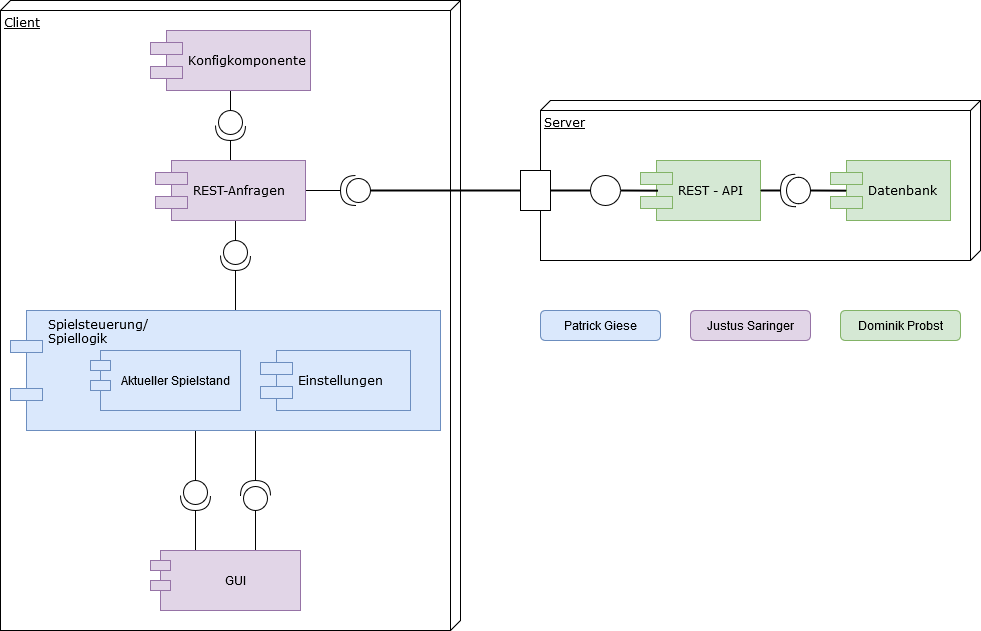 Client
Konfigkomponente
REST-Anfragen
Spielsteuerung/
Spiellogik
Aktueller Spielstand
Einstellungen
GUI
Server
REST - API
Datenbank
Patrick Giese
Justus Saringer
Dominik Probst